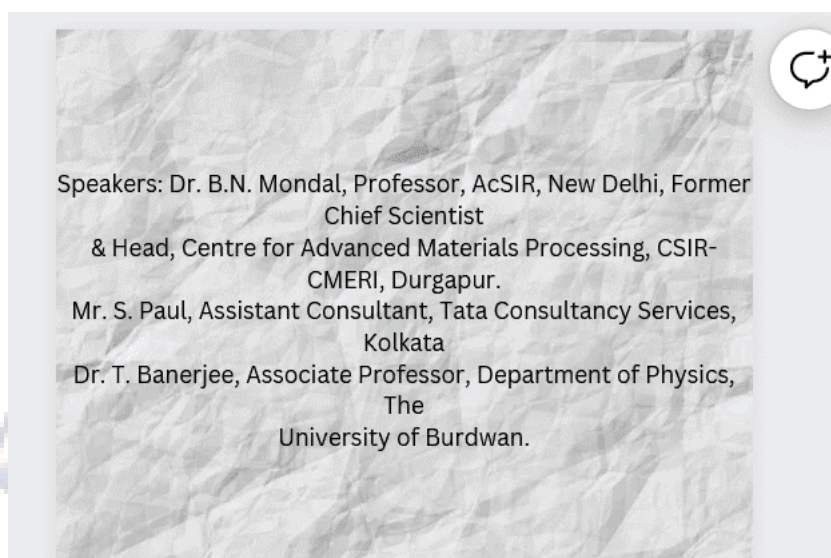 Speakers: Dr. B.N. Mondal, Professor, AcSIR, New Delhi, Former
Chief Scientist
& Head, Centre for Advanced Materials Processing, CSIR-
CMERI, Durgapur.
Mr. S. Paul, Assistant Consultant, Tata Consultancy Services,
Kolkata
Dr. T. Banerjee, Associate Professor, Department of Physics,
The
University of Burdwan.